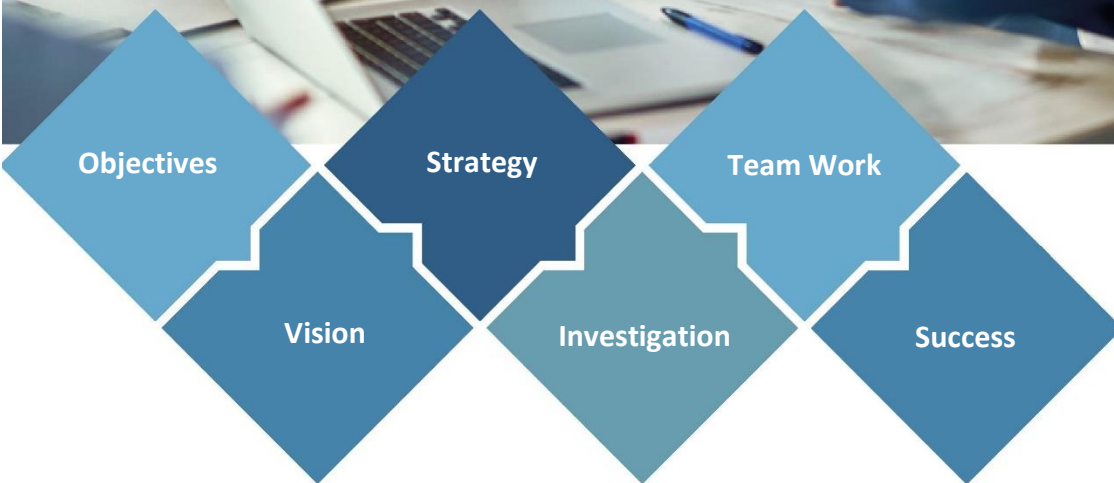 Objectives
Strategy
Team Work
Vision
Investigation
Success